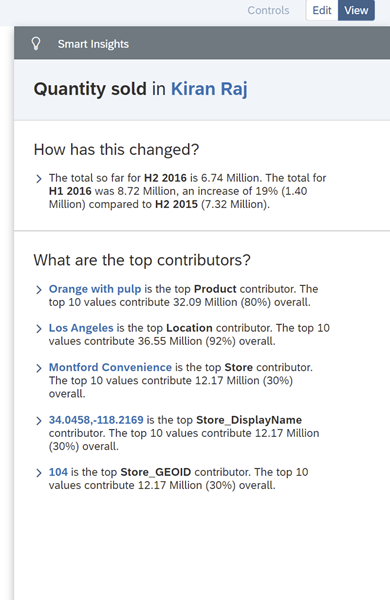 Controls
Edit
View
Smart Insights
Quantity sold in Kiran Raj
How has this changed?
The total so far for H2 2016 is 6.74 Million. The total for
H1 2016 was 8.72 Million, an increase of 19% (1.40
Million) compared to H2 2015 (7.32 Million).
What are the top contributors?
Orange with pulp is the top Product contributor. The
top 10 values contribute 32.09 Million (80%) overall.
Los Angeles is the top Location contributor. The top 10
values contribute 36.55 Million (92%) overall.
Montford Convenience is the top Store contributor.
The top 10 values contribute 12.17 Million (30%)
overall.
34.0458,-118.2169 is the top Store_DisplayName
contributor. The top 10 values contribute 12.17 Million
(30%) overall.
104 is the top Store_GEOID contributor. The top 10
values contribute 12.17 Million (30%) overall.